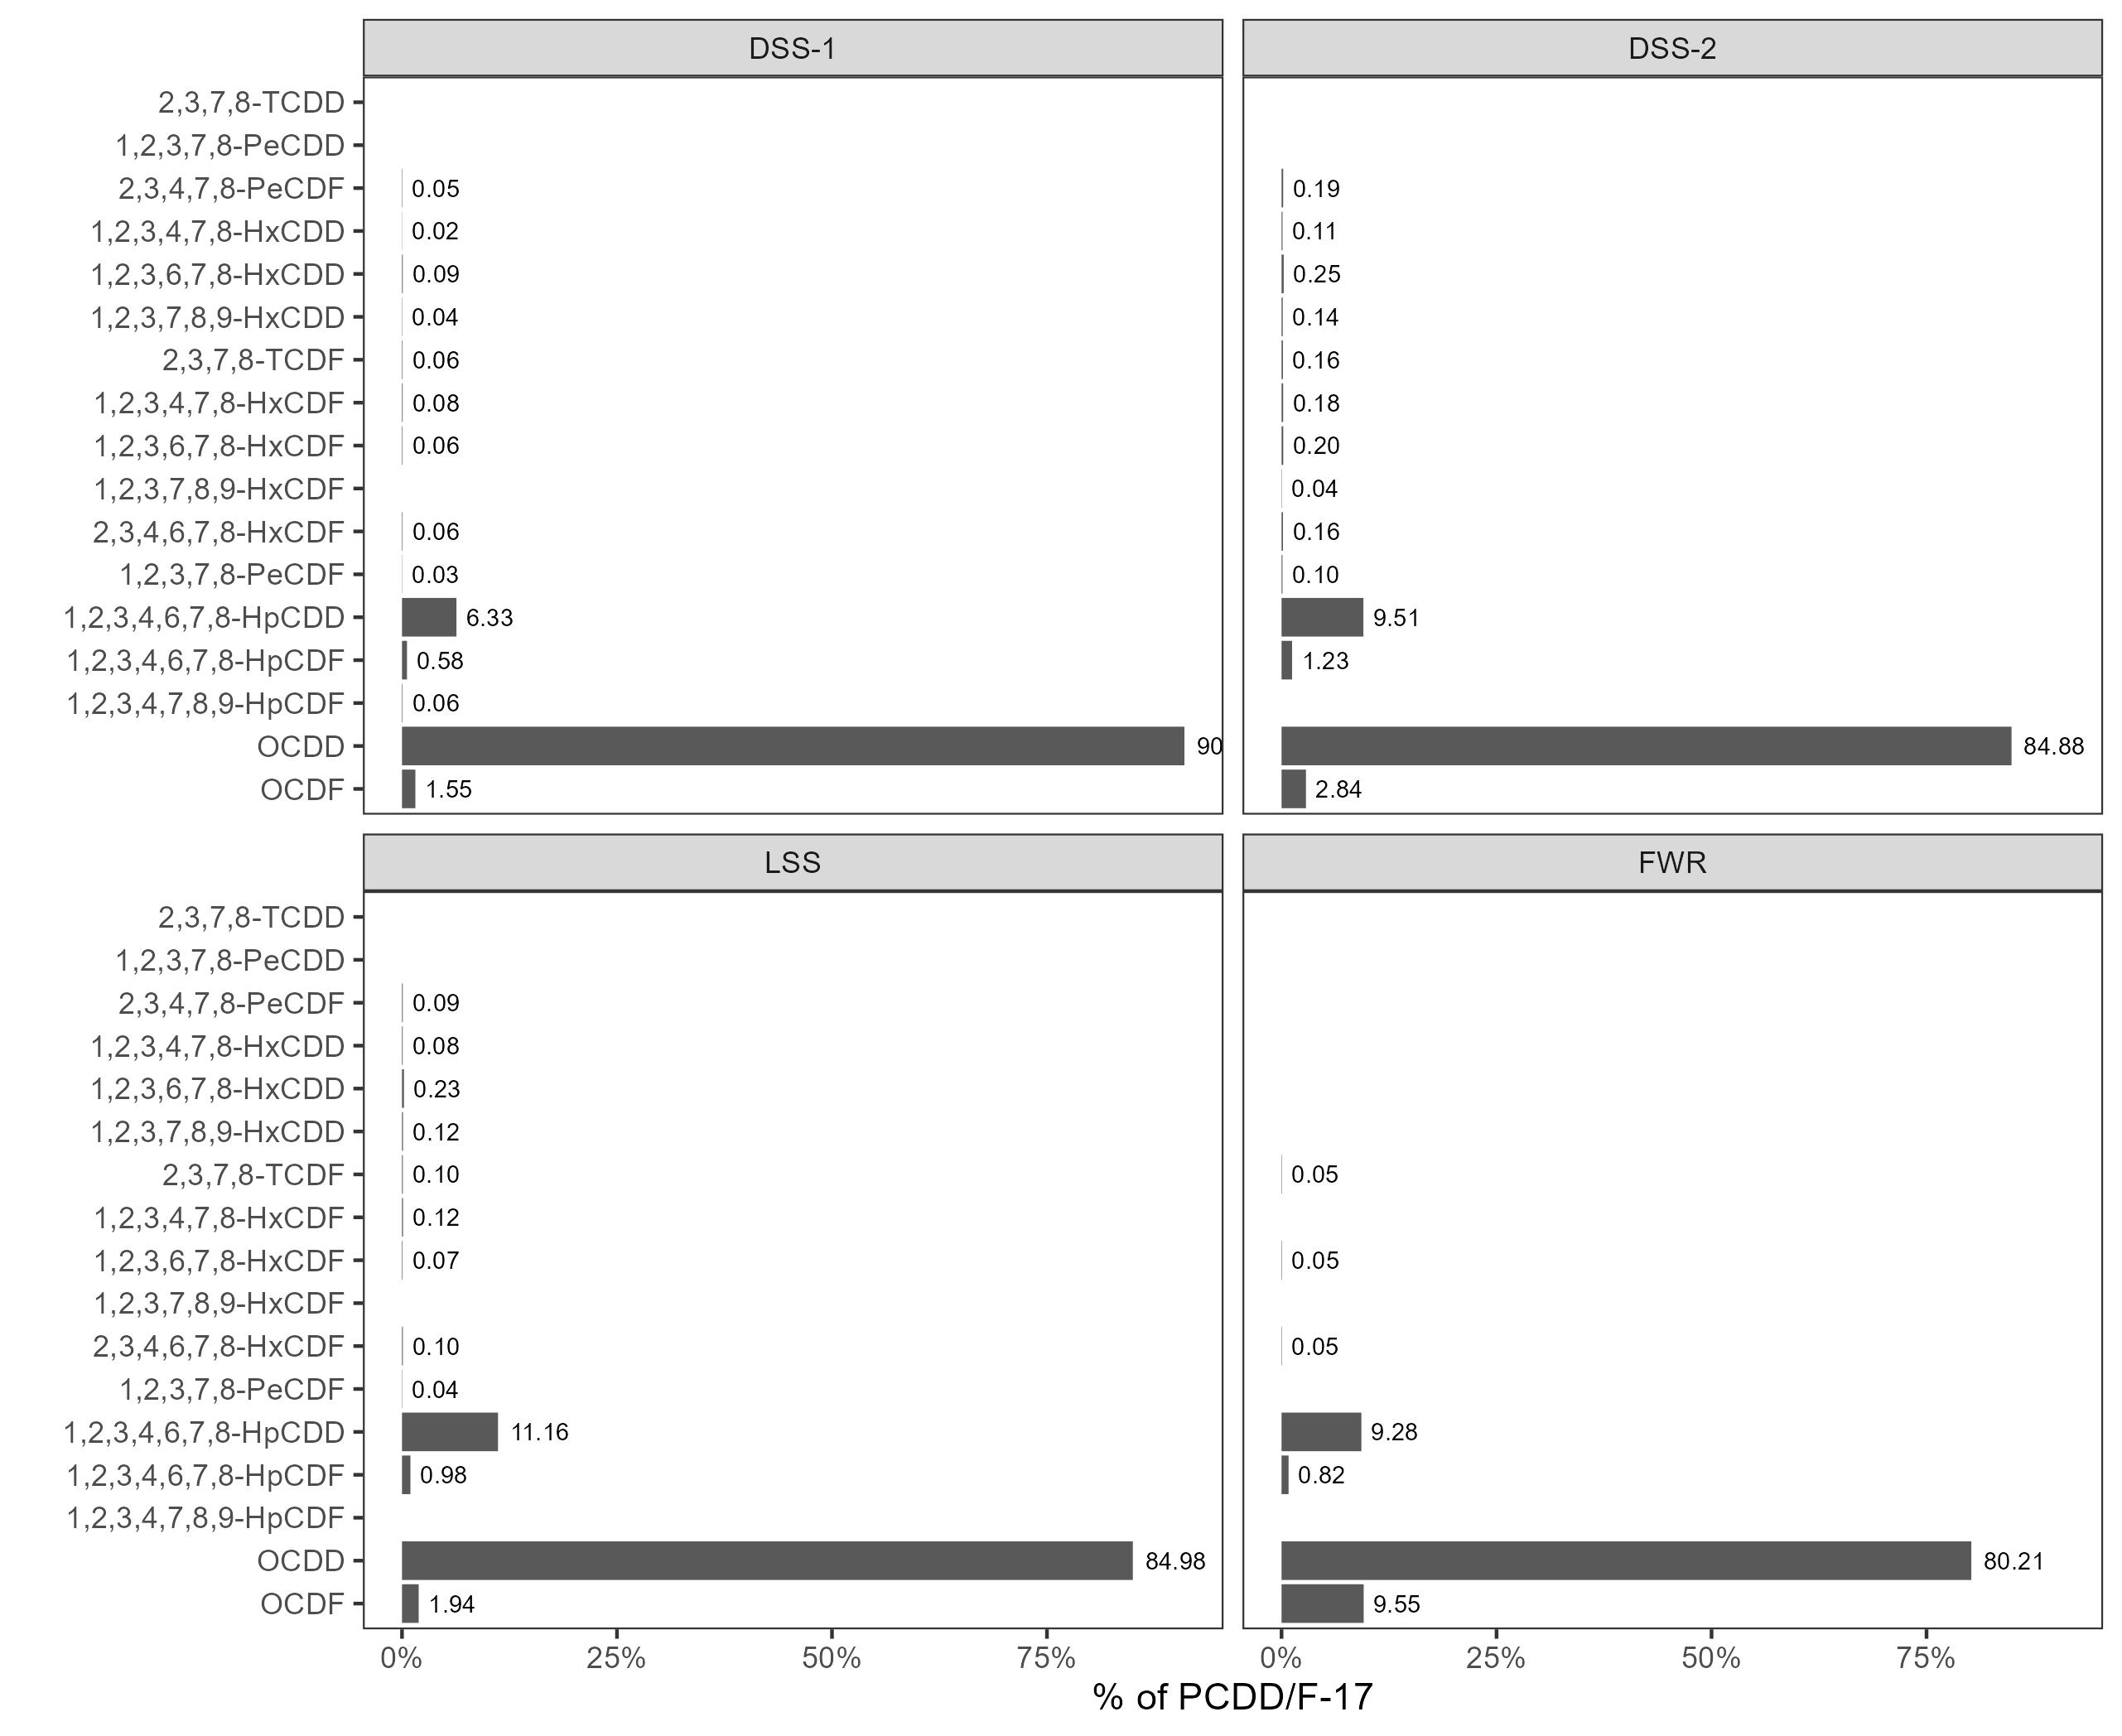 DSS-1
DSS-2
2,3,7,8-TCDD
1,2,3,7,8-PeCDD
2,3,4,7,8-PeCDF 0.05 0.19
1,2,3,4,7,8-HxCDD 0.02 0.11
1,2,3,6,7,8-HxCDD 0.09 0.25
1,2,3,7,8,9-HxCDD 0.04 0.14
2,3,7,8-TCDF 0.06 0.16
1,2,3,4,7,8-HxCDF 0.08 0.18
1,2,3,6,7,8-HxCDF 0.06 0.20
1,2,3,7,8,9-HxCDF 0.04
2,3,4,6,7,8-HxCDF 0.06 0.16
1,2,3,7,8-PeCDF 0.03 0.10
1,2,3,4,6,7,8-HpCDD 6.33 9.51
1,2,3,4,6,7,8-HpCDF 0.58 1.23
1,2,3,4,7,8,9-HpCDF 0.06
OCDD 90 84.88
OCDF 1.55 2.84
LSS
FWR
2,3,7,8-TCDD
1,2,3,7,8-PeCDD
2,3,4,7,8-PeCDF 0.09
1,2,3,4,7,8-HxCDD 0.08
1,2,3,6,7,8-HxCDD 0.23
1,2,3,7,8,9-HxCDD 0.12
2,3,7,8-TCDF 0.10 0.05
1,2,3,4,7,8-HxCDF 0.12
1,2,3,6,7,8-HxCDF 0.07 0.05
1,2,3,7,8,9-HxCDF
2,3,4,6,7,8-HxCDF 0.10 0.05
1,2,3,7,8-PeCDF 0.04
1,2,3,4,6,7,8-HpCDD 11.16 9.28
1,2,3,4,6,7,8-HpCDF 0.98 0.82
1,2,3,4,7,8,9-HpCDF
OCDD 84.98 80.21
OCDF 1.94 9.55
0% 25% 50% 75% 0% 25% 50% 75%
% of PCDD/F-17